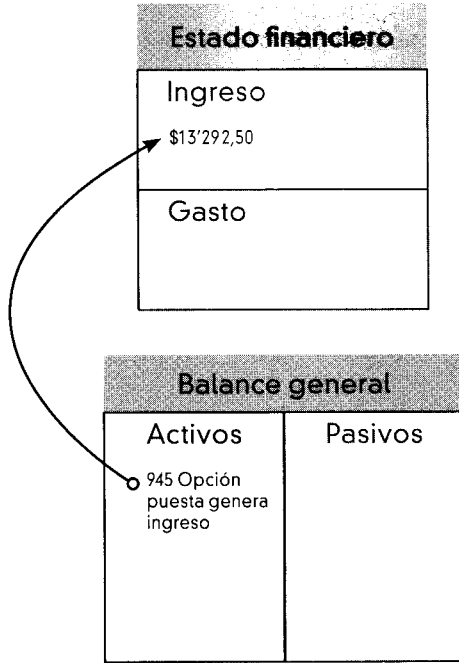 Estado financiero
Ingreso
$13'292,50
Gasto
Balance general
Activos
945 Opción
puesta genera
ingreso
Pasivos